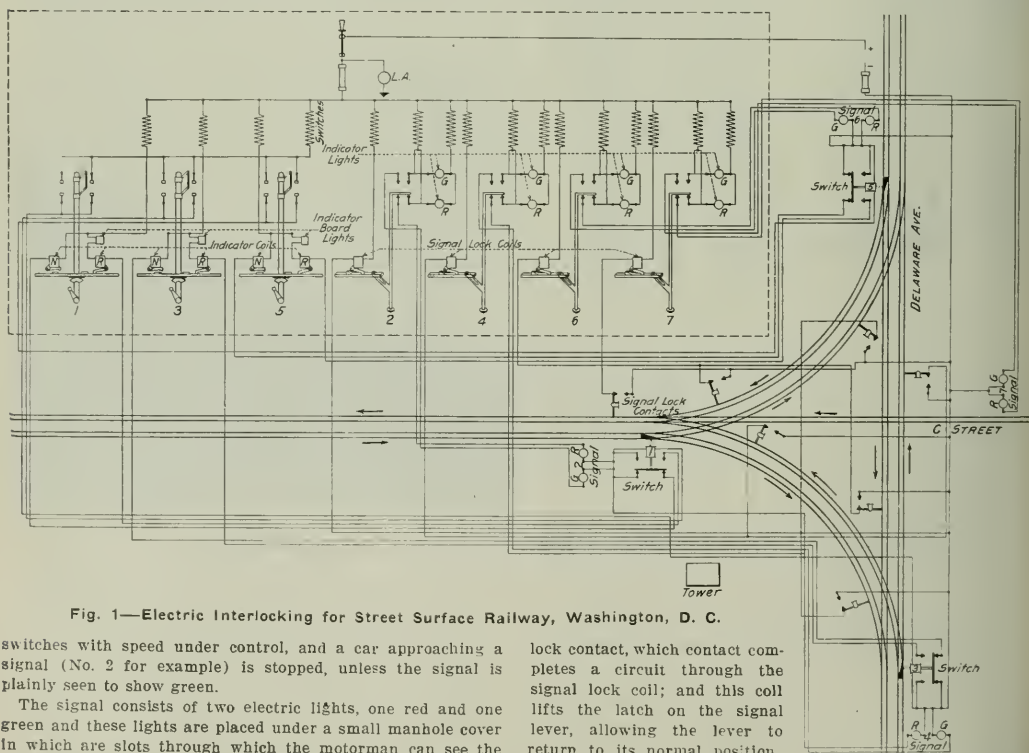 L.A.
+
-
Switches
Indicator
Lights
G
R
G
R
G
R
G
R
Signal
G 6 R
Switch
5
Indicator
Board
Lights
Indicator Coils
Signal Lock Coils
N
R
N
R
1
3
5
2
4
6
7
DELAWARE AVE.
Signal Lock
Contacts
R 7 G
Signal
C STREET
R
2
G
Signal
1
Switch
Tower
3
Switch
R 4 G
Signal
Fig. 1—Electric Interlocking for Street Surface Railway, Washington, D. C.
switches with speed under control, and a car approaching a
signal (No. 2 for example) is stopped, unless the signal is
plainly seen to show green.
The signal consists of two electric lights, one red and one
green and these lights are placed under a small manhole cover
in which are slots through which the motorman can see the
lock contact, which contact com-
pletes a circuit through the
signal lock coil; and this coil
lifts the latch on the signal
lever, allowing the lever to
return to its normal position.